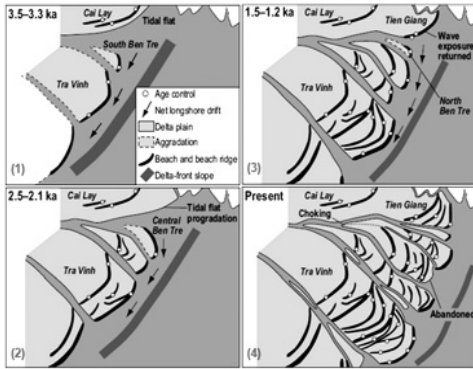 3.5–3.3 ka
Cai Lay
Tidal flat
South Ben Tre
Tra Vinh
Age control
Net longshore drift
Delta plain
Aggradation
Beach and beach ridge
Delta-front slope
(1)
2.5–2.1 ka
Cai Lay
Tidal flat
progradation
Central
Ben Tre
Tra Vinh
(2)
1.5–1.2 ka
Cai Lay
Tien Giang
Wave
exposure
returned
Tra Vinh
North
Ben Tre
(3)
Present
Cai Lay
Tien Giang
Choking
Tra Vinh
Abandoned
(4)